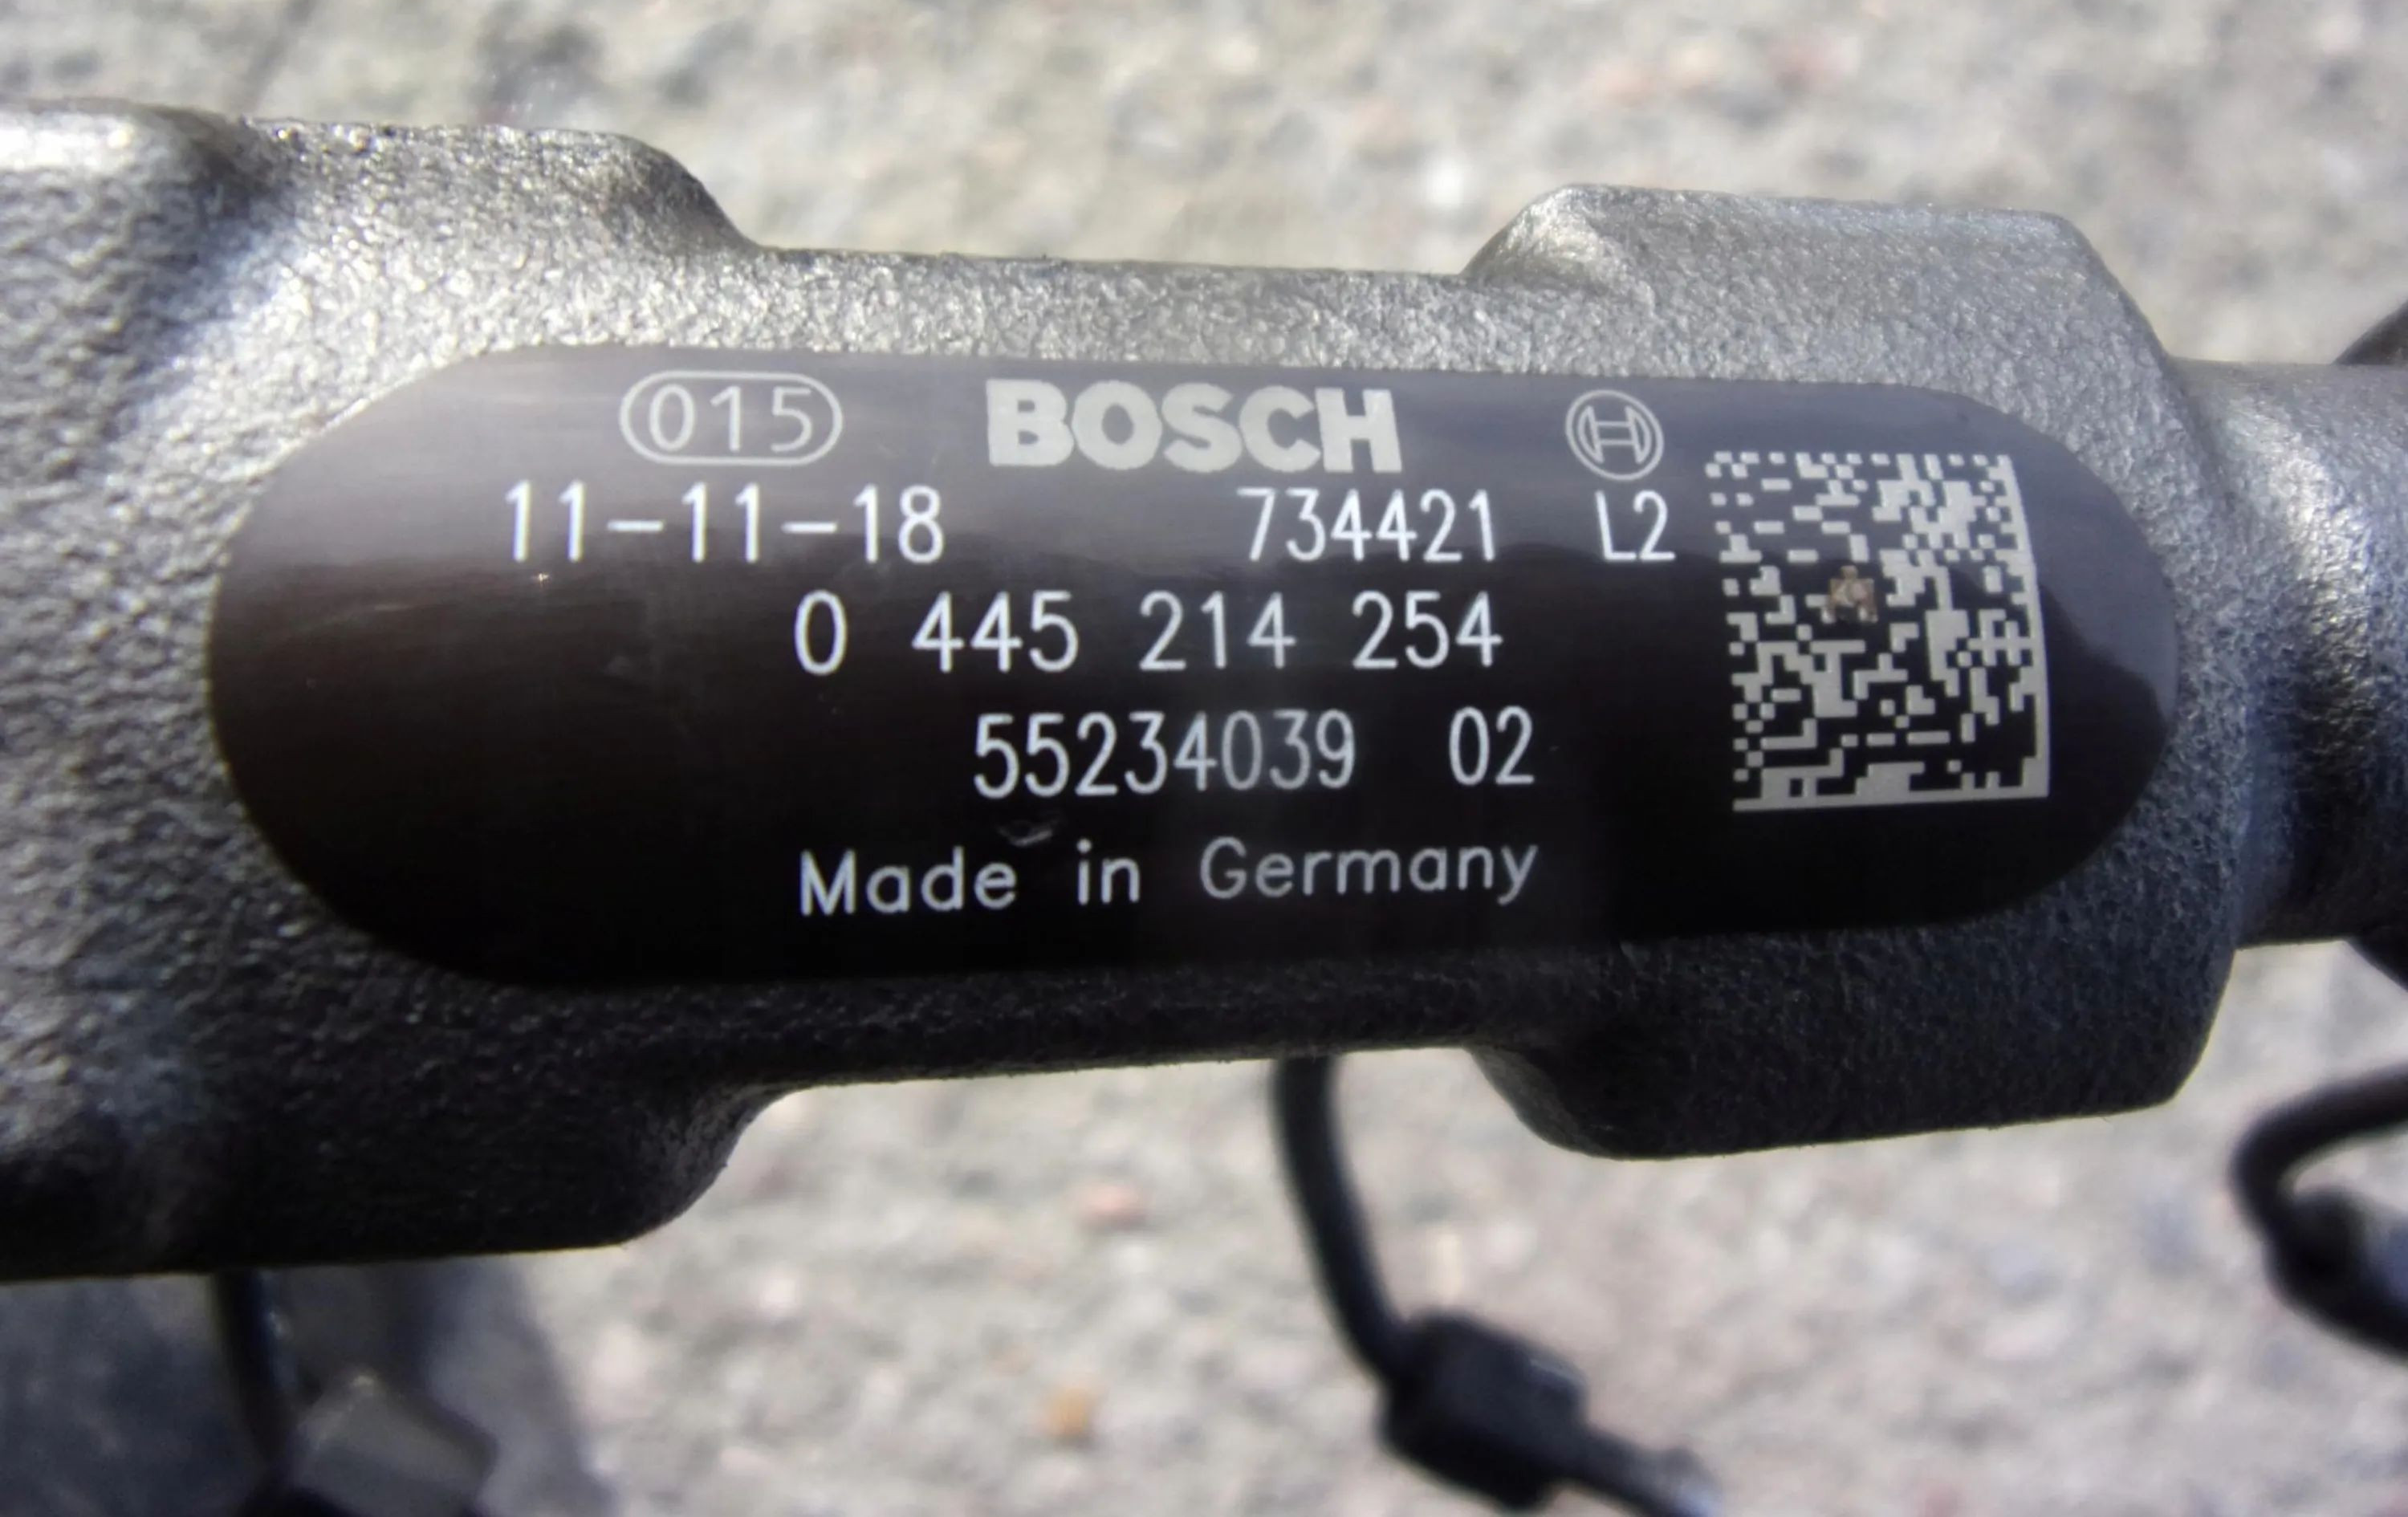 015 BOSCH
11-11-18 734421 L2
0 445 214 254
55234039 02
Made in Germany